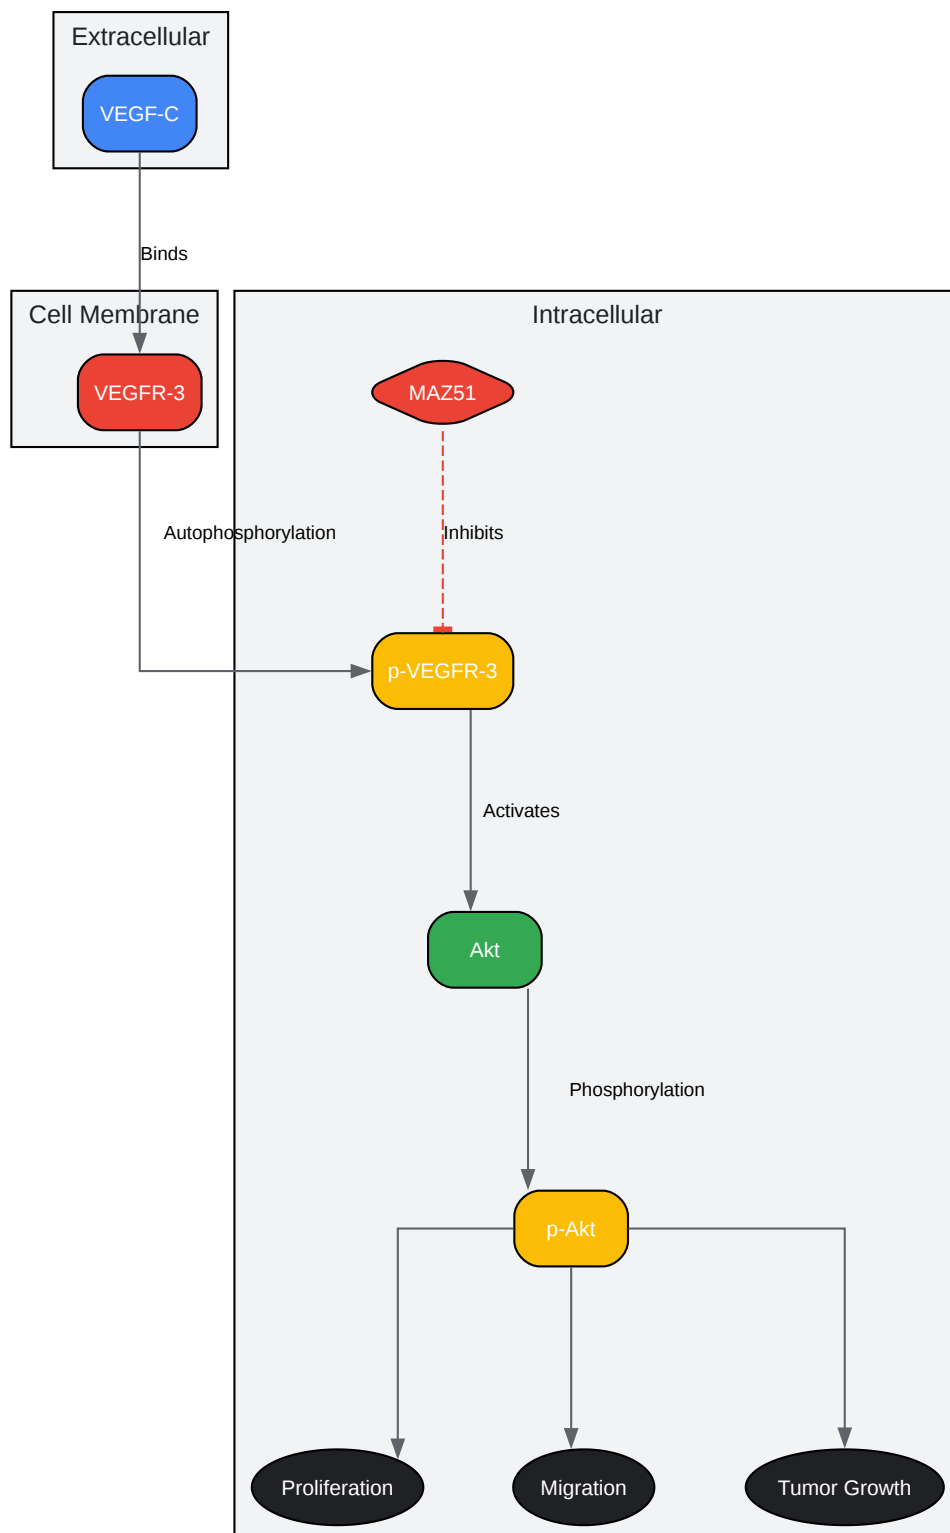 Extracellular
VEGF-C
Binds
Cell Membrane
VEGFR-3
Intracellular
MAZ51
Autophosphorylation
Inhibits
p-VEGFR-3
Activates
Akt
Phosphorylation
p-Akt
Proliferation
Migration
Tumor Growth